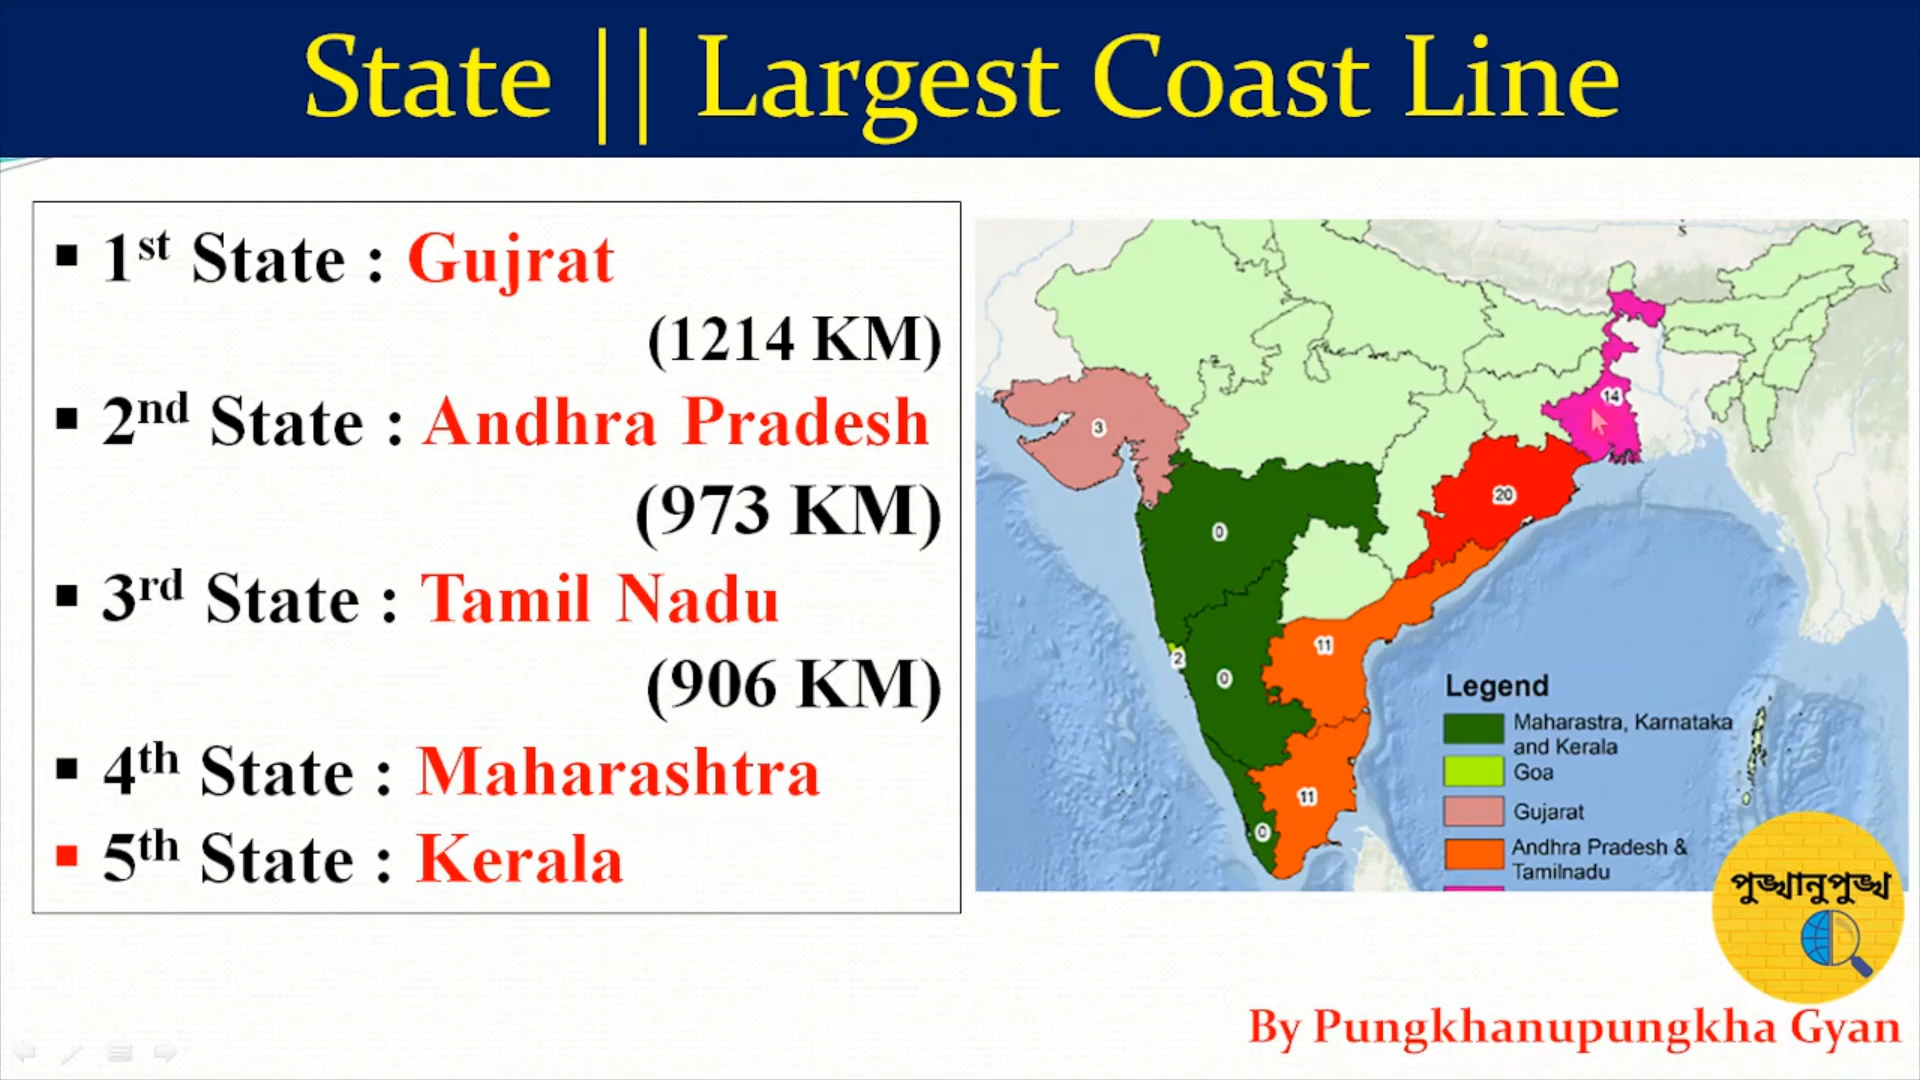 State || Largest Coast Line
▪ 1st State : Gujrat
(1214 KM)
▪ 2nd State : Andhra Pradesh
(973 KM)
▪ 3rd State : Tamil Nadu
(906 KM)
▪ 4th State : Maharashtra
▪ 5th State : Kerala
S
14
3
20
0
11
2
0
11
0
Legend
Maharastra, Karnataka
and Kerala
Goa
Gujarat
Andhra Pradesh &
Tamilnadu
পুঙ্খানুপুঙ্খ
By Pungkhanupungkha Gyan